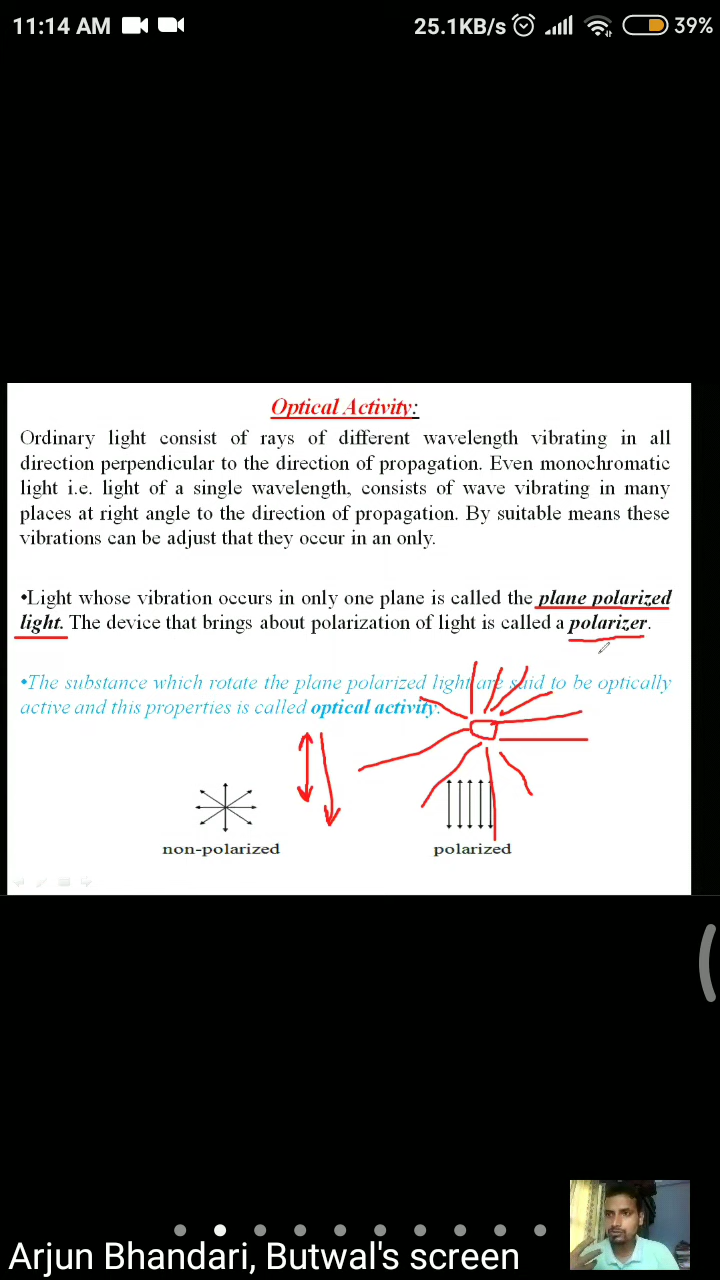 11:14 AM 25.1KB/s 39%
Optical Activity:
Ordinary light consist of rays of different wavelength vibrating in all
direction perpendicular to the direction of propagation. Even monochromatic
light i.e. light of a single wavelength, consists of wave vibrating in many
places at right angle to the direction of propagation. By suitable means these
vibrations can be adjust that they occur in an only.
•Light whose vibration occurs in only one plane is called the plane polarized
light. The device that brings about polarization of light is called a polarizer.
•The substance which rotate the plane polarized light are said to be optically
active and this properties is called optical activity.
non-polarized polarized
Arjun Bhandari, Butwal's screen